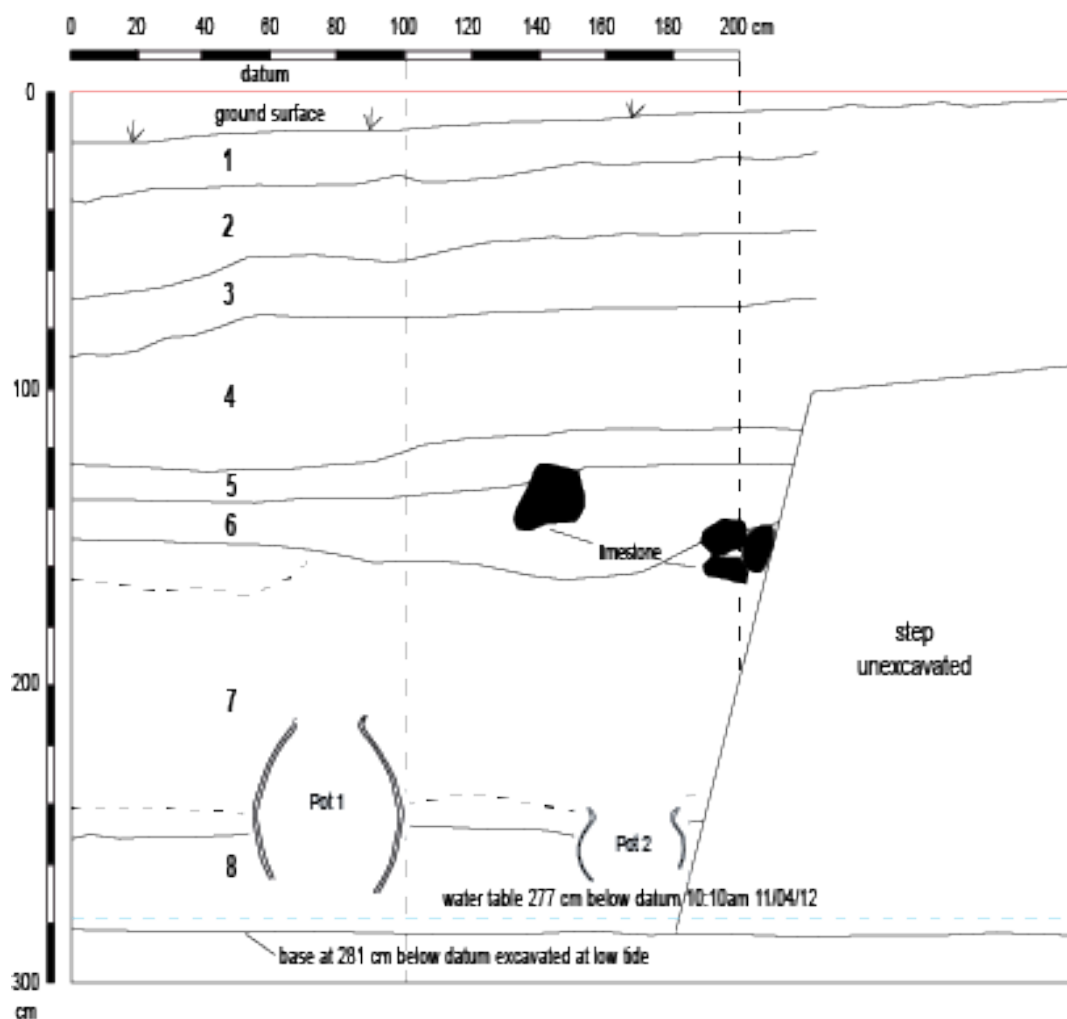 0 20 40 60 80 100 120 140 160 180 200 cm
datum
0
ground surface
1
2
3
100
4
5
6
limestone
step
unexcavated
200
7
Pot 1
Pot 2
8
water table 277 cm below datum 10:10am 11/04/12
base at 281 cm below datum excavated at low tide
300
cm